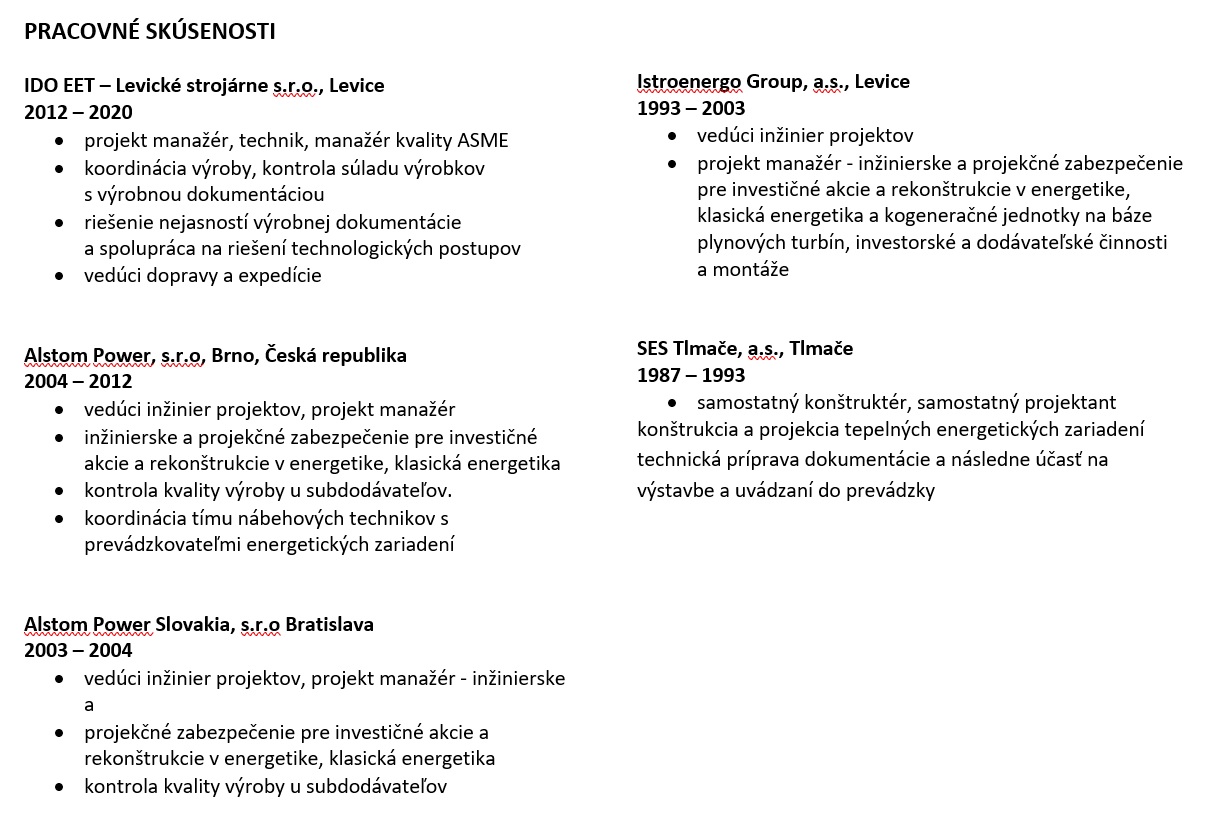 PRACOVNÉ SKÚSENOSTI
IDO EET – Levické strojárne s.r.o., Levice
2012 – 2020
• projekt manažér, technik, manažér kvality ASME
• koordinácia výroby, kontrola súladu výrobkov
s výrobnou dokumentáciou
• riešenie nejasností výrobnej dokumentácie
a spolupráca na riešení technologických postupov
• vedúci dopravy a expedície
Alstom Power, s.r.o, Brno, Česká republika
2004 – 2012
• vedúci inžinier projektov, projekt manažér
• inžinierske a projekčné zabezpečenie pre investičné
akcie a rekonštrukcie v energetike, klasická energetika
• kontrola kvality výroby u subdodávateľov.
• koordinácia tímu nábehových technikov s
prevádzkovateľmi energetických zariadení
Alstom Power Slovakia, s.r.o Bratislava
2003 – 2004
• vedúci inžinier projektov, projekt manažér - inžinierske
a
• projekčné zabezpečenie pre investičné akcie a
rekonštrukcie v energetike, klasická energetika
• kontrola kvality výroby u subdodávateľov
Istroenergo Group, a.s., Levice
1993 – 2003
• vedúci inžinier projektov
• projekt manažér - inžinierske a projekčné zabezpečenie
pre investičné akcie a rekonštrukcie v energetike,
klasická energetika a kogeneračné jednotky na báze
plynových turbín, investorské a dodávateľské činnosti
a montáže
SES Tlmače, a.s., Tlmače
1987 – 1993
• samostatný konštruktér, samostatný projektant
konštrukcia a projekcia tepelných energetických zariadení
technická príprava dokumentácie a následne účasť na
výstavbe a uvádzaní do prevádzky